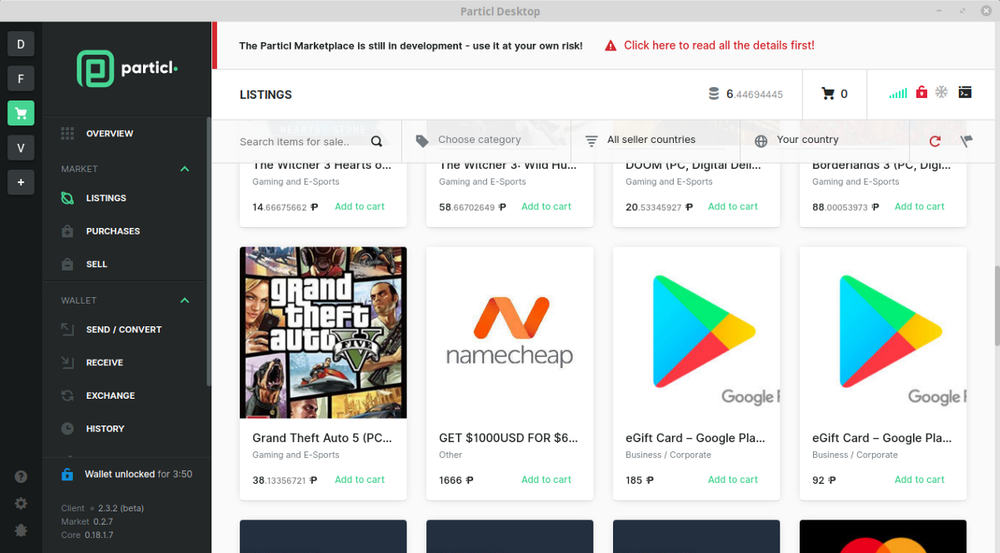 Particl Desktop
D
F
V
+
particl.
OVERVIEW
MARKET
LISTINGS
PURCHASES
SELL
WALLET
SEND / CONVERT
RECEIVE
EXCHANGE
HISTORY
Wallet unlocked for 3:50
Client 2.3.2 (beta)
Market 0.2.7
Core 0.18.1.7
The Particl Marketplace is still in development - use it at your own risk!
Click here to read all the details first!
LISTINGS
6.44694445
0
Search items for sale..
Choose category
All seller countries
Your country
The Witcher 3 Hearts o...
Gaming and E-Sports
14.66675662 ₱
Add to cart
The Witcher 3: Wild Hu...
Gaming and E-Sports
58.66702649 ₱
Add to cart
DOOM (PC, Digital Deli...
Gaming and E-Sports
20.53345927 ₱
Add to cart
Borderlands 3 (PC, Digi...
Gaming and E-Sports
88.00053973 ₱
Add to cart
grand
theft
auto
V
FIVE
Grand Theft Auto 5 (PC...
Gaming and E-Sports
38.13356721 ₱
Add to cart
namecheap
GET $1000USD FOR $6...
Other
1666 ₱
Add to cart
Google
eGift Card – Google Pla...
Business / Corporate
185 ₱
Add to cart
Google
eGift Card – Google Pla...
Business / Corporate
92 ₱
Add to cart